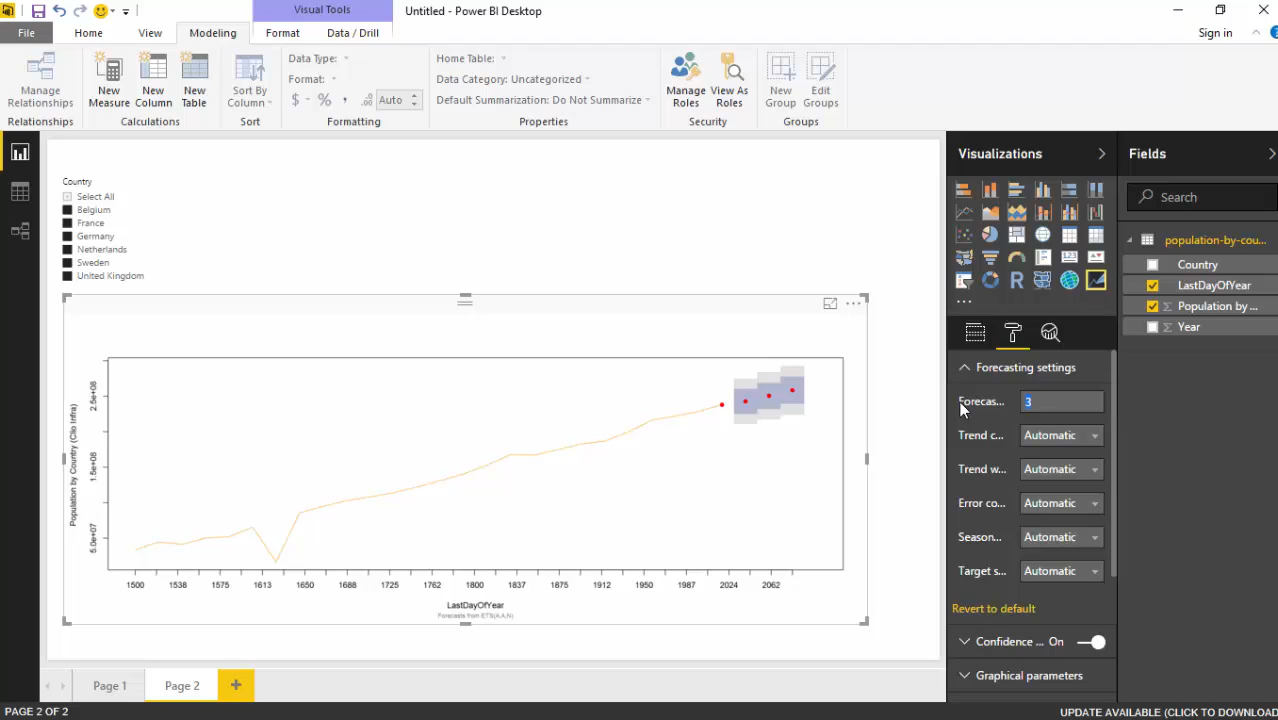 Visual Tools
Untitled - Power BI Desktop
File
Home
View
Modeling
Format
Data / Drill
Sign in
Manage
Relationships
New
Measure
New
Column
New
Table
Sort By
Column
Data Type:
Format:
$ % , .00 Auto
Home Table:
Data Category: Uncategorized
Default Summarization: Do Not Summarize
Manage
Roles
View As
Roles
New
Group
Edit
Groups
Relationships
Calculations
Sort
Formatting
Properties
Security
Groups
Country
Select All
Belgium
France
Germany
Netherlands
Sweden
United Kingdom
Population by Country (Clio Infra)
2.5e+08
1.5e+08
5.0e+07
1500 1538 1575 1613 1650 1688 1725 1762 1800 1837 1875 1912 1950 1987 2024 2062
LastDayOfYear
Forecasts from ETS(A,A,N)
Visualizations
R
Forecasting settings
Forecas... 3
Trend c... Automatic
Trend w... Automatic
Error co... Automatic
Season... Automatic
Target s... Automatic
Revert to default
Confidence ... On
Graphical parameters
Fields
Search
population-by-cou...
Country
LastDayOfYear
Σ Population by ...
Σ Year
Page 1
Page 2
PAGE 2 OF 2
UPDATE AVAILABLE (CLICK TO DOWNLOAD